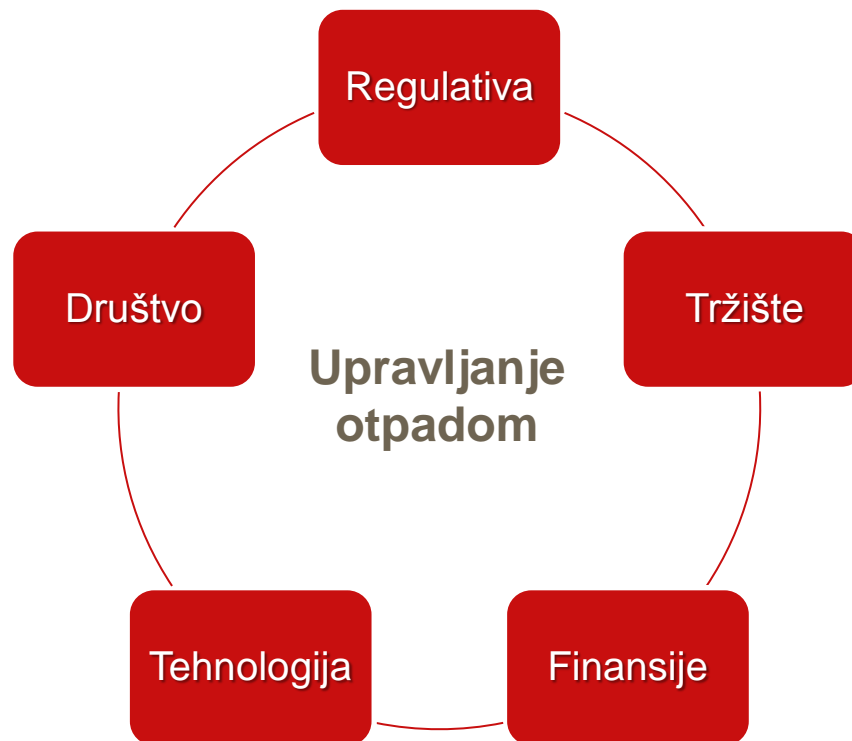 Regulativa
Društvo
Tržište
Upravljanje
otpadom
Tehnologija
Finansije